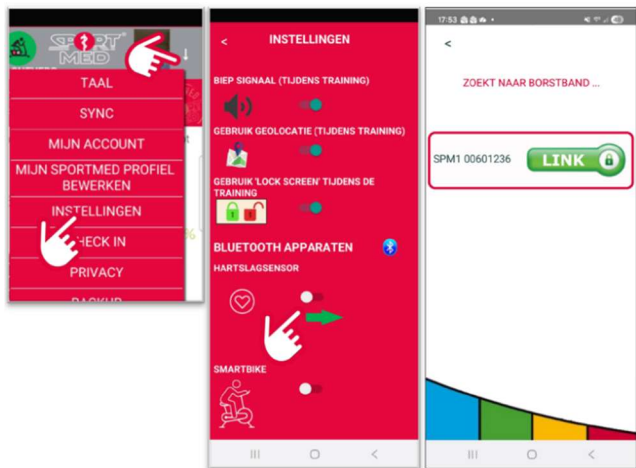 SPORT
MED
TAAL
SYNC
MIJN ACCOUNT
MIJN SPORTMED PROFIEL
BEWERKEN
INSTELLINGEN
CHECK IN
PRIVACY
BACKUP
< INSTELLINGEN
BIEP SIGNAAL (TIJDENS TRAINING)
GEBRUIK GEOLOCATIE (TIJDENS TRAINING)
GEBRUIK 'LOCK SCREEN' TIJDENS DE
TRAINING
BLUETOOTH APPARATEN
HARTSLAGSENSOR
SMARTBIKE
17:53
<
ZOEKT NAAR BORSTBAND ...
SPM1 00601236 LINK